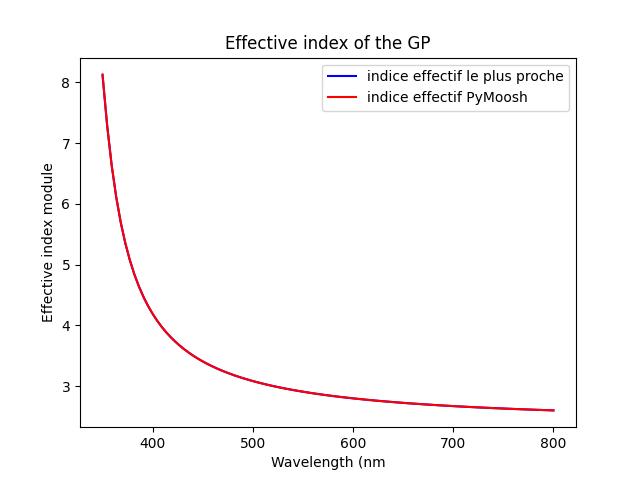 Effective index of the GP
indice effectif le plus proche
indice effectif PyMoosh
8
7
6
5
4
3
Effective index module
400 500 600 700 800
Wavelength (nm